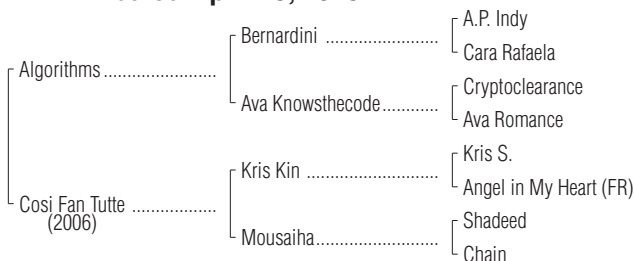 A.P. Indy
Bernardini ........................
Cara Rafaela
Algorithms ........................
Cryptoclearance
Ava Knowsthecode............
Ava Romance
Kris S.
Kris Kin ............................
Angel in My Heart (FR)
Cosi Fan Tutte ..................
(2006)
Shadeed
Mousaiha..........................
Chain